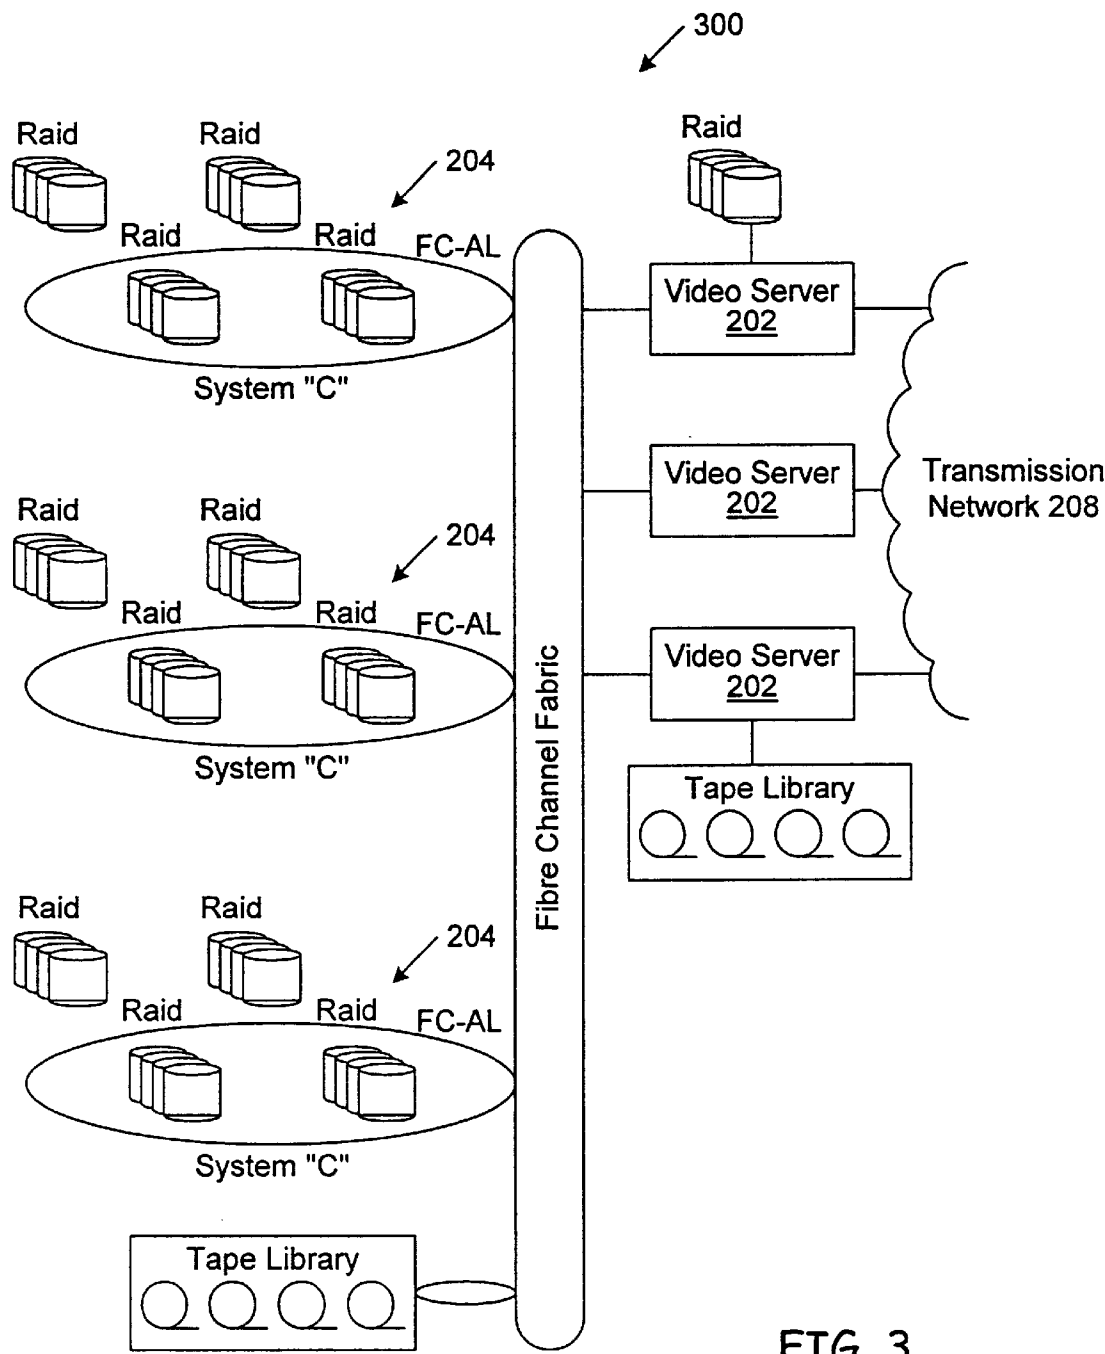 300
Raid
Raid
Raid
204
Raid
Raid
FC-AL
Video Server
202
System "C"
Video Server
202
Transmission
Network 208
Raid
Raid
204
Raid
Raid
FC-AL
Video Server
202
System "C"
Fibre Channel Fabric
Tape Library
Raid
Raid
204
Raid
Raid
FC-AL
System "C"
Tape Library
FIG. 3